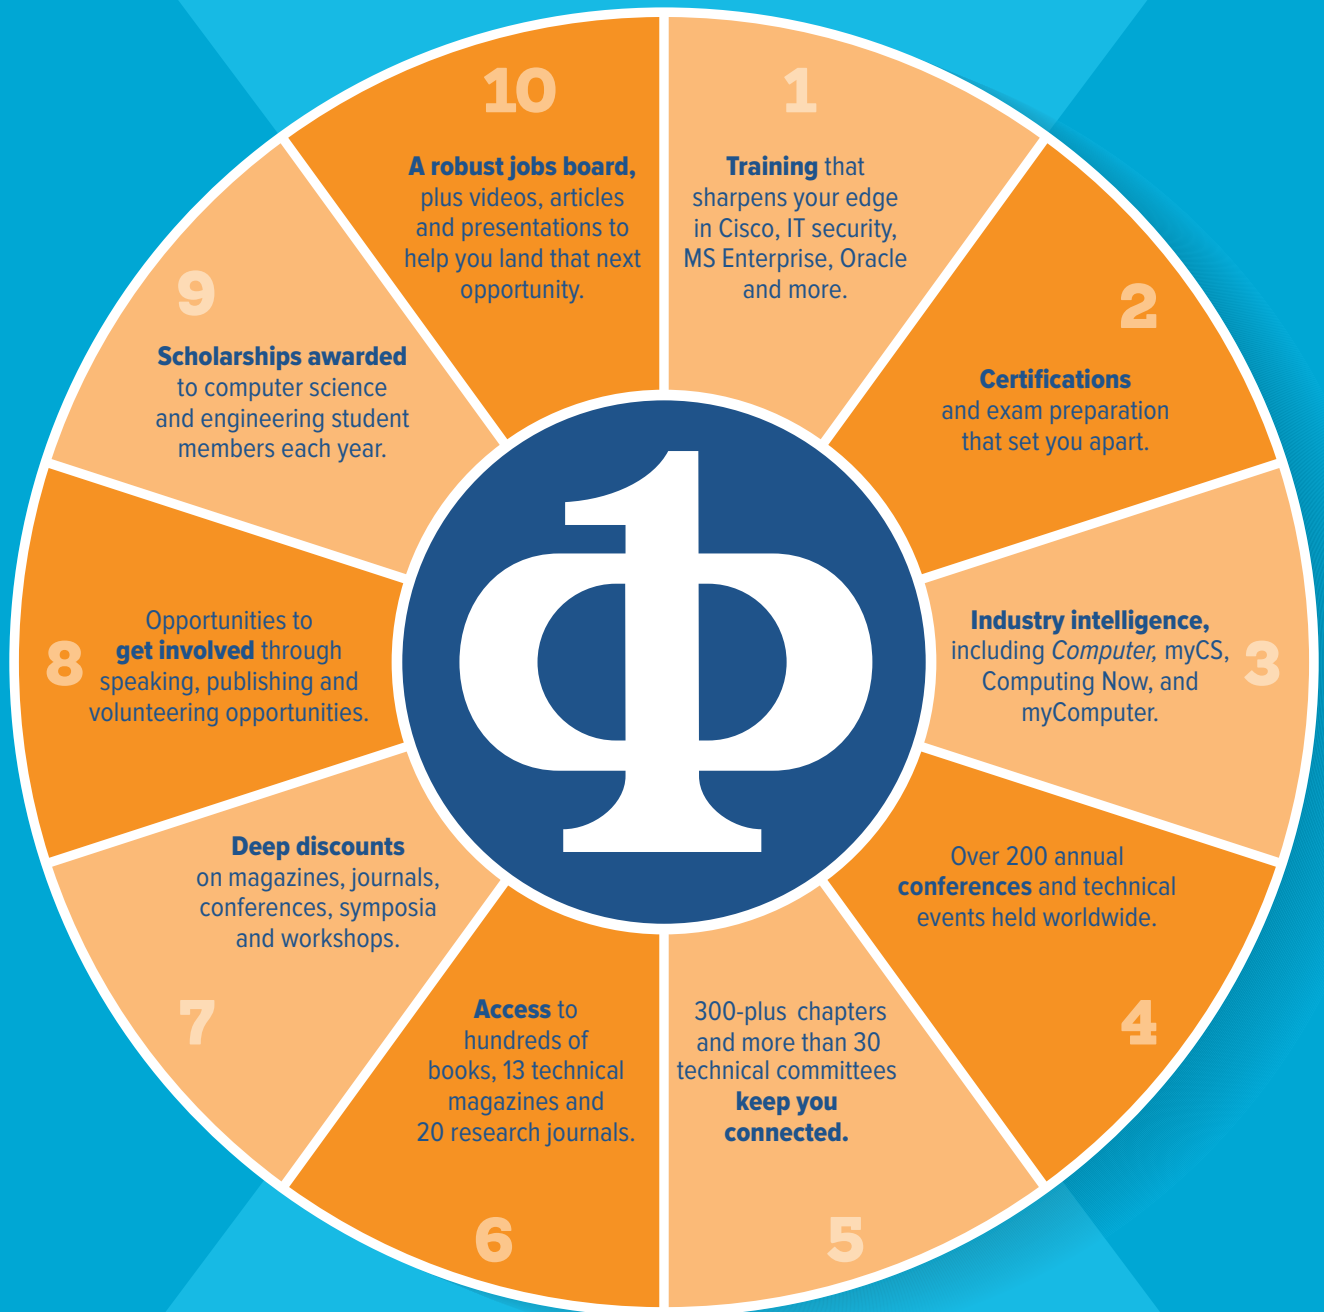 1
Training that
sharpens your edge
in Cisco, IT security,
MS Enterprise, Oracle
and more.
2
Certifications
and exam preparation
that set you apart.
3
Industry intelligence,
including Computer, myCS,
Computing Now, and
myComputer.
4
Over 200 annual
conferences and technical
events held worldwide.
5
300-plus chapters
and more than 30
technical committees
keep you
connected.
6
Access to
hundreds of
books, 13 technical
magazines and
20 research journals.
7
Deep discounts
on magazines, journals,
conferences, symposia
and workshops.
8
Opportunities to
get involved through
speaking, publishing and
volunteering opportunities.
9
Scholarships awarded
to computer science
and engineering student
members each year.
10
A robust jobs board,
plus videos, articles
and presentations to
help you land that next
opportunity.